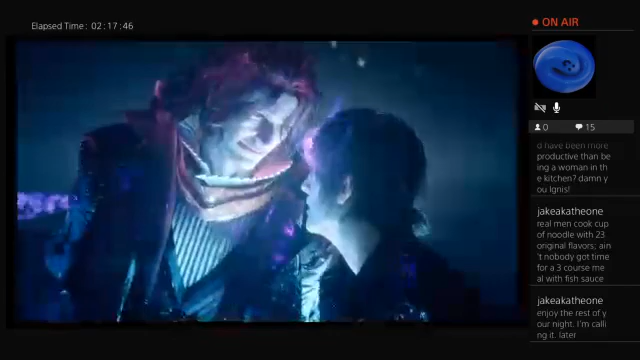 Elapsed Time: 02:17:46
ON AIR
0
15
d have been more
productive than be
ing a woman in th
e kitchen? damn y
ou Ignis!
jakeakatheone
real men cook cup
of noodle with 23
original flavors; ain
't nobody got time
for a 3 course me
al with fish sauce
jakeakatheone
enjoy the rest of y
our night. I'm calli
ng it. later